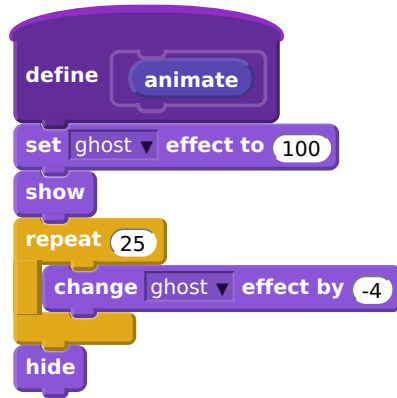 define animate
set ghost ▼ effect to 100
show
repeat 25
change ghost ▼ effect by -4
hide